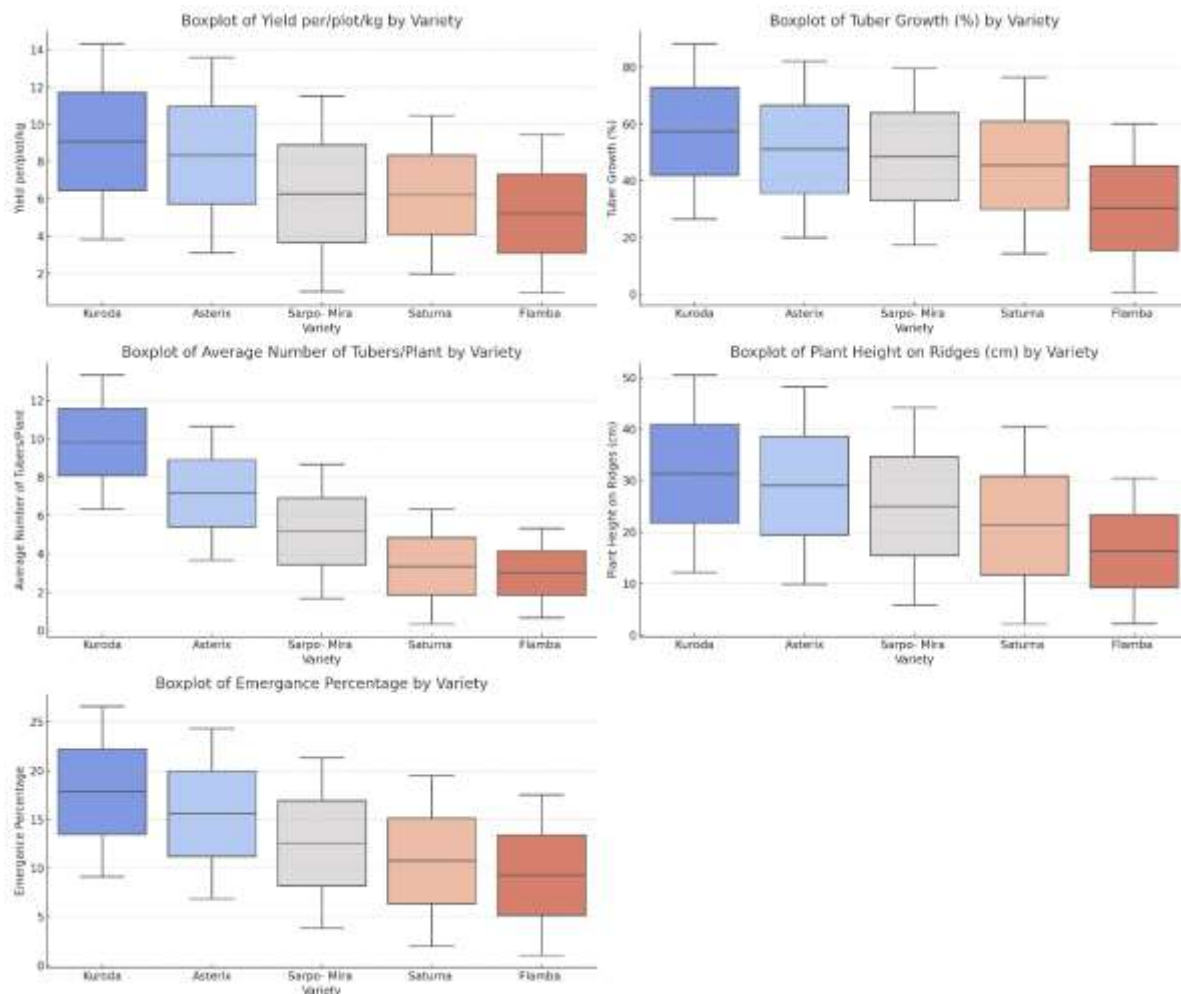 Boxplot of Yield per/plot/kg by Variety
Yield per/plot/kg
14
12
10
8
6
4
2
Kuroda Asterix Sarpo- Mira Saturna Flamba
Variety
Boxplot of Tuber Growth (%) by Variety
Tuber Growth (%)
80
60
40
20
0
Kuroda Asterix Sarpo- Mira Saturna Flamba
Variety
Boxplot of Average Number of Tubers/Plant by Variety
Average Number of Tubers/Plant
12
10
8
6
4
2
0
Kuroda Asterix Sarpo- Mira Saturna Flamba
Variety
Boxplot of Plant Height on Ridges (cm) by Variety
Plant Height on Ridges (cm)
50
40
30
20
10
0
Kuroda Asterix Sarpo- Mira Saturna Flamba
Variety
Boxplot of Emergance Percentage by Variety
Emergance Percentage
25
20
15
10
5
0
Kuroda Asterix Sarpo- Mira Saturna Flamba
Variety